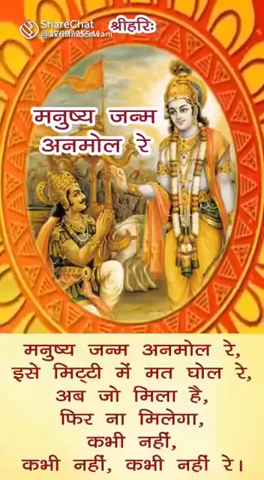 ShareChat
श्रीहरिः
मनुष्य जन्म
अनमोल रे
मनुष्य जन्म अनमोल रे,
इसे मिट्टी में मत घोल रे,
अब जो मिला है,
फिर ना मिलेगा,
कभी नहीं,
कभी नहीं, कभी नहीं रे।